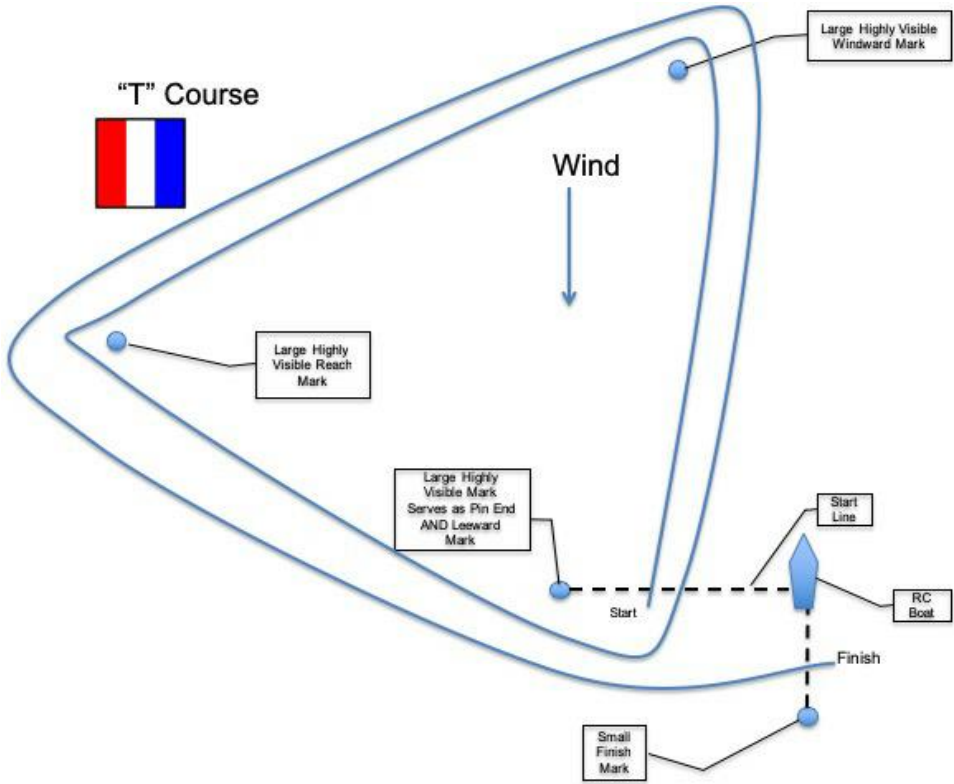 Large Highly Visible
Windward Mark
“T” Course
Wind
Large Highly
Visible Reach
Mark
Large Highly
Visible Mark
Serves as Pin End
AND Leeward
Mark
Start
Line
Start
RC
Boat
Finish
Small
Finish
Mark